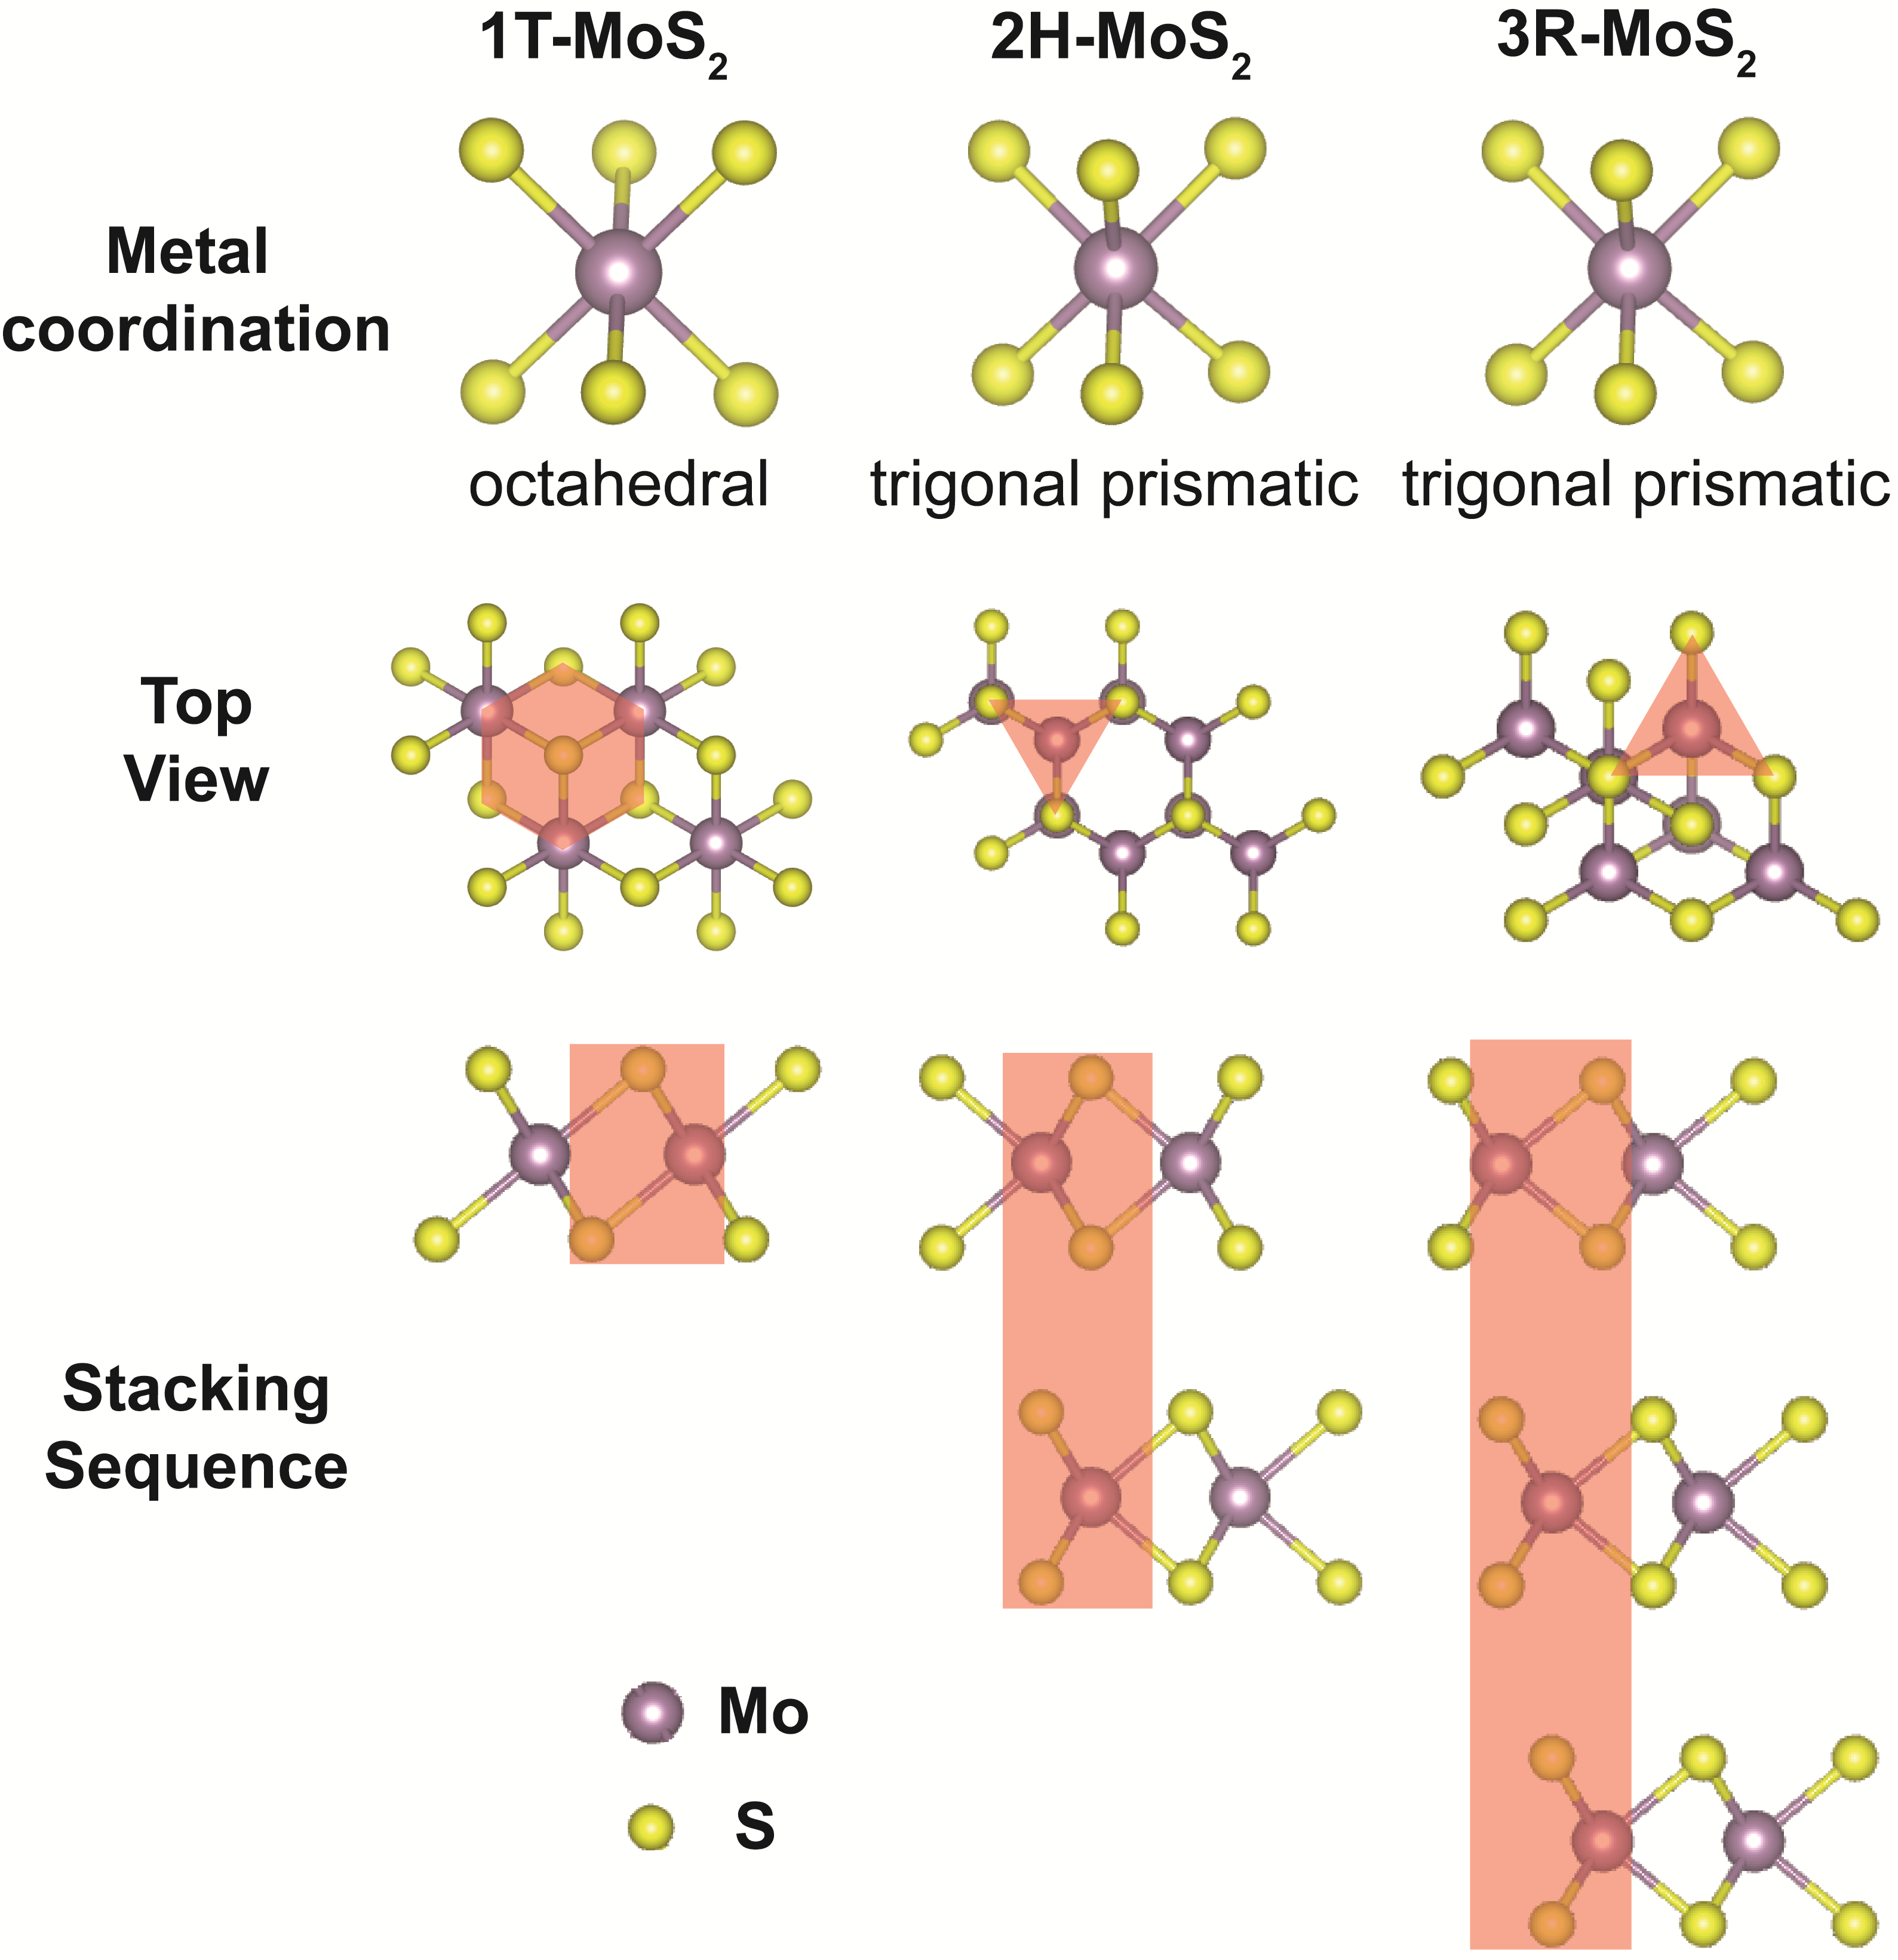 1T-MoS₂ 2H-MoS₂ 3R-MoS₂
Metal
coordination
octahedral trigonal prismatic trigonal prismatic
Top
View
Stacking
Sequence
Mo
S